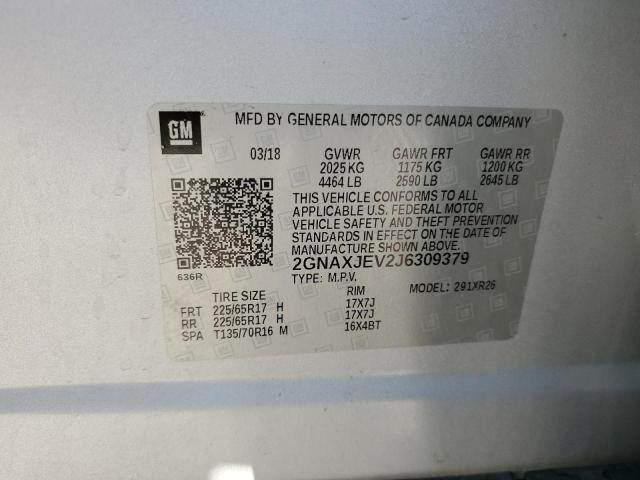 GM
MFD BY GENERAL MOTORS OF CANADA COMPANY
03/18 GVWR GAWR FRT GAWR RR
2025 KG 1175 KG 1200 KG
4464 LB 2590 LB 2645 LB
THIS VEHICLE CONFORMS TO ALL
APPLICABLE U.S. FEDERAL MOTOR
VEHICLE SAFETY AND THEFT PREVENTION
STANDARDS IN EFFECT ON THE DATE OF
MANUFACTURE SHOWN ABOVE.
636R 2GNAXJEV2J6309379
TYPE: M.P.V. MODEL: 291XR26
TIRE SIZE RIM
FRT 225/65R17 H 17X7J
RR 225/65R17 H 17X7J
SPA T135/70R16 M 16X4BT